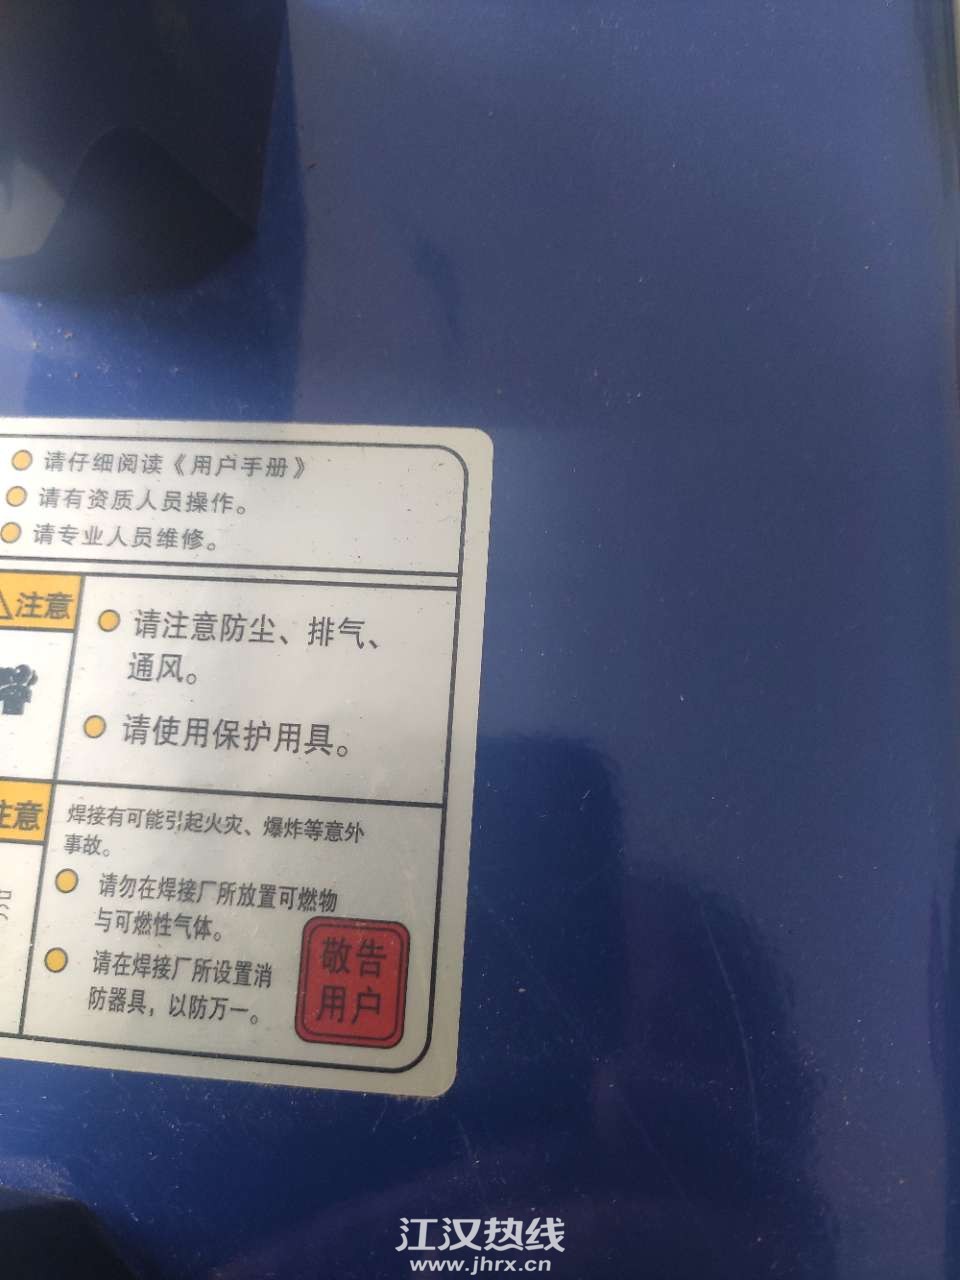 请仔细阅读《用户手册》
请有资质人员操作。
请专业人员维修。
注意
请注意防尘、排气、
通风。
请使用保护用具。
注意
焊接有可能引起火灾、爆炸等意外
事故。
请勿在焊接厂所放置可燃物
与可燃性气体。
请在焊接厂所设置消
防器具，以防万一。
敬告
用户
江汉热线
www.jhrx.cn